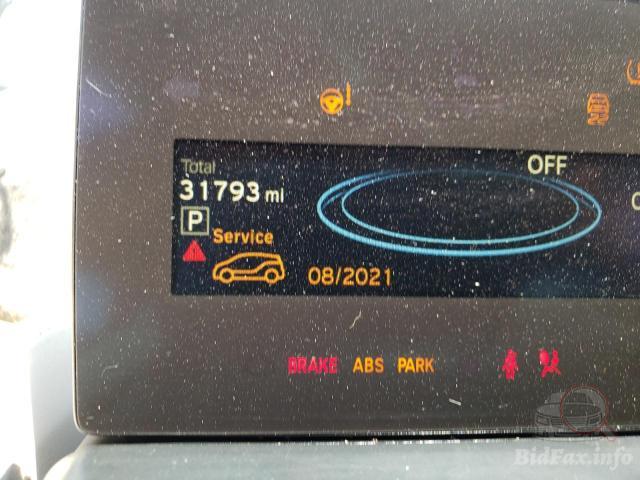 OFF
Total
31793 mi
P
Service
08/2021
BRAKE ABS PARK
BidFax.info